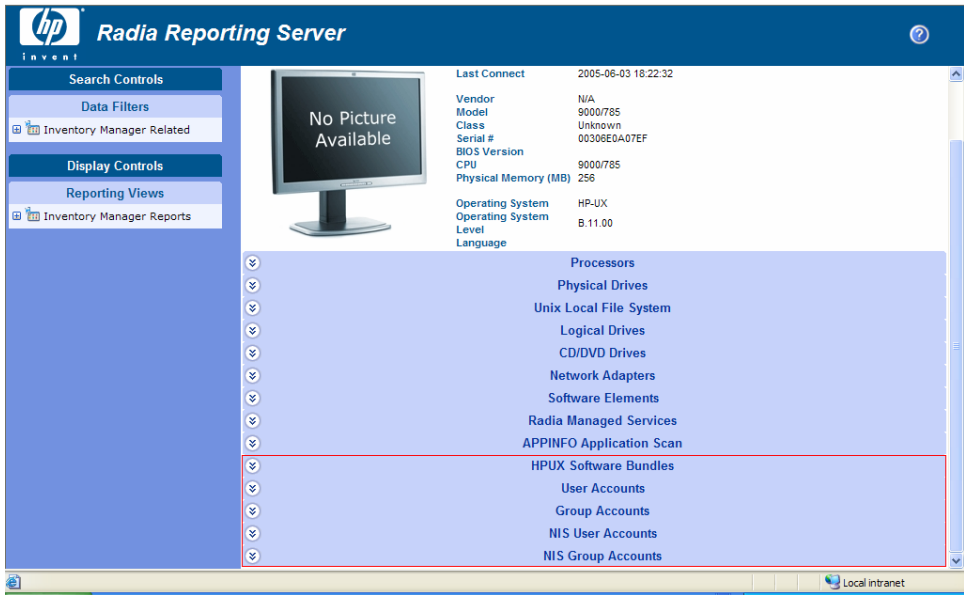 hp
invent
Radia Reporting Server
?
Search Controls
Data Filters
Inventory Manager Related
Display Controls
Reporting Views
Inventory Manager Reports
No Picture
Available
Last Connect 2005-06-03 18:22:32
Vendor N/A
Model 9000/785
Class Unknown
Serial # 00306E0A07EF
BIOS Version
CPU 9000/785
Physical Memory (MB) 256
Operating System HP-UX
Operating System
Level B.11.00
Language
Processors
Physical Drives
Unix Local File System
Logical Drives
CD/DVD Drives
Network Adapters
Software Elements
Radia Managed Services
APPINFO Application Scan
HPUX Software Bundles
User Accounts
Group Accounts
NIS User Accounts
NIS Group Accounts
Local intranet